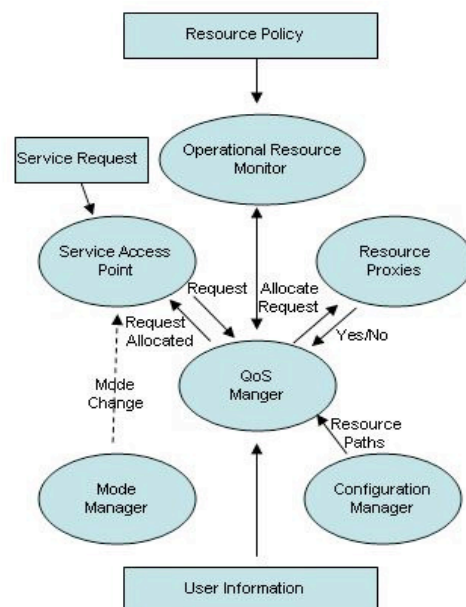 Resource Policy
Operational Resource
Monitor
Service Request
Service Access
Point
Resource
Proxies
Request
Allocate
Request
Request
Allocated
Yes/No
QoS
Manger
Mode
Change
Resource
Paths
Mode
Manager
Configuration
Manager
User Information